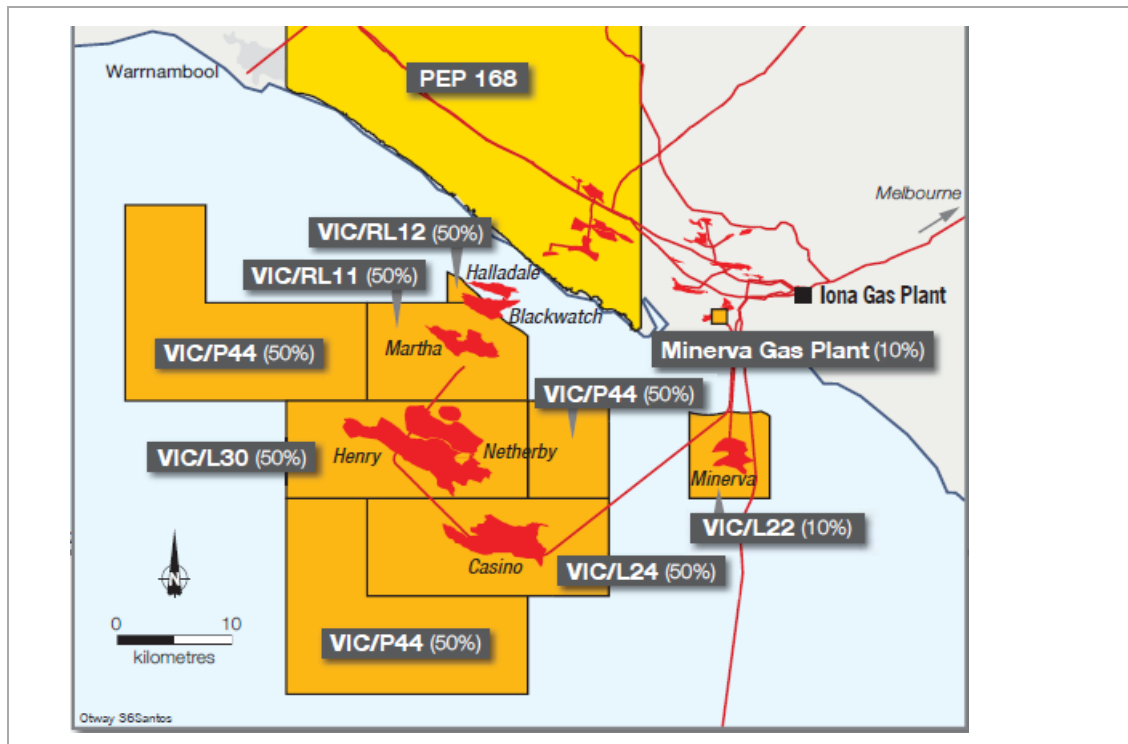 Warrnambool
PEP 168
Melbourne
VIC/RL12 (50%)
Halladale
VIC/RL11 (50%)
Iona Gas Plant
Blackwatch
Martha
VIC/P44 (50%)
Minerva Gas Plant (10%)
VIC/P44 (50%)
Netherby
Henry
VIC/L30 (50%)
Minerva
VIC/L22 (10%)
Casino
VIC/L24 (50%)
N
0 10
kilometres
VIC/P44 (50%)
Otway 36Santos